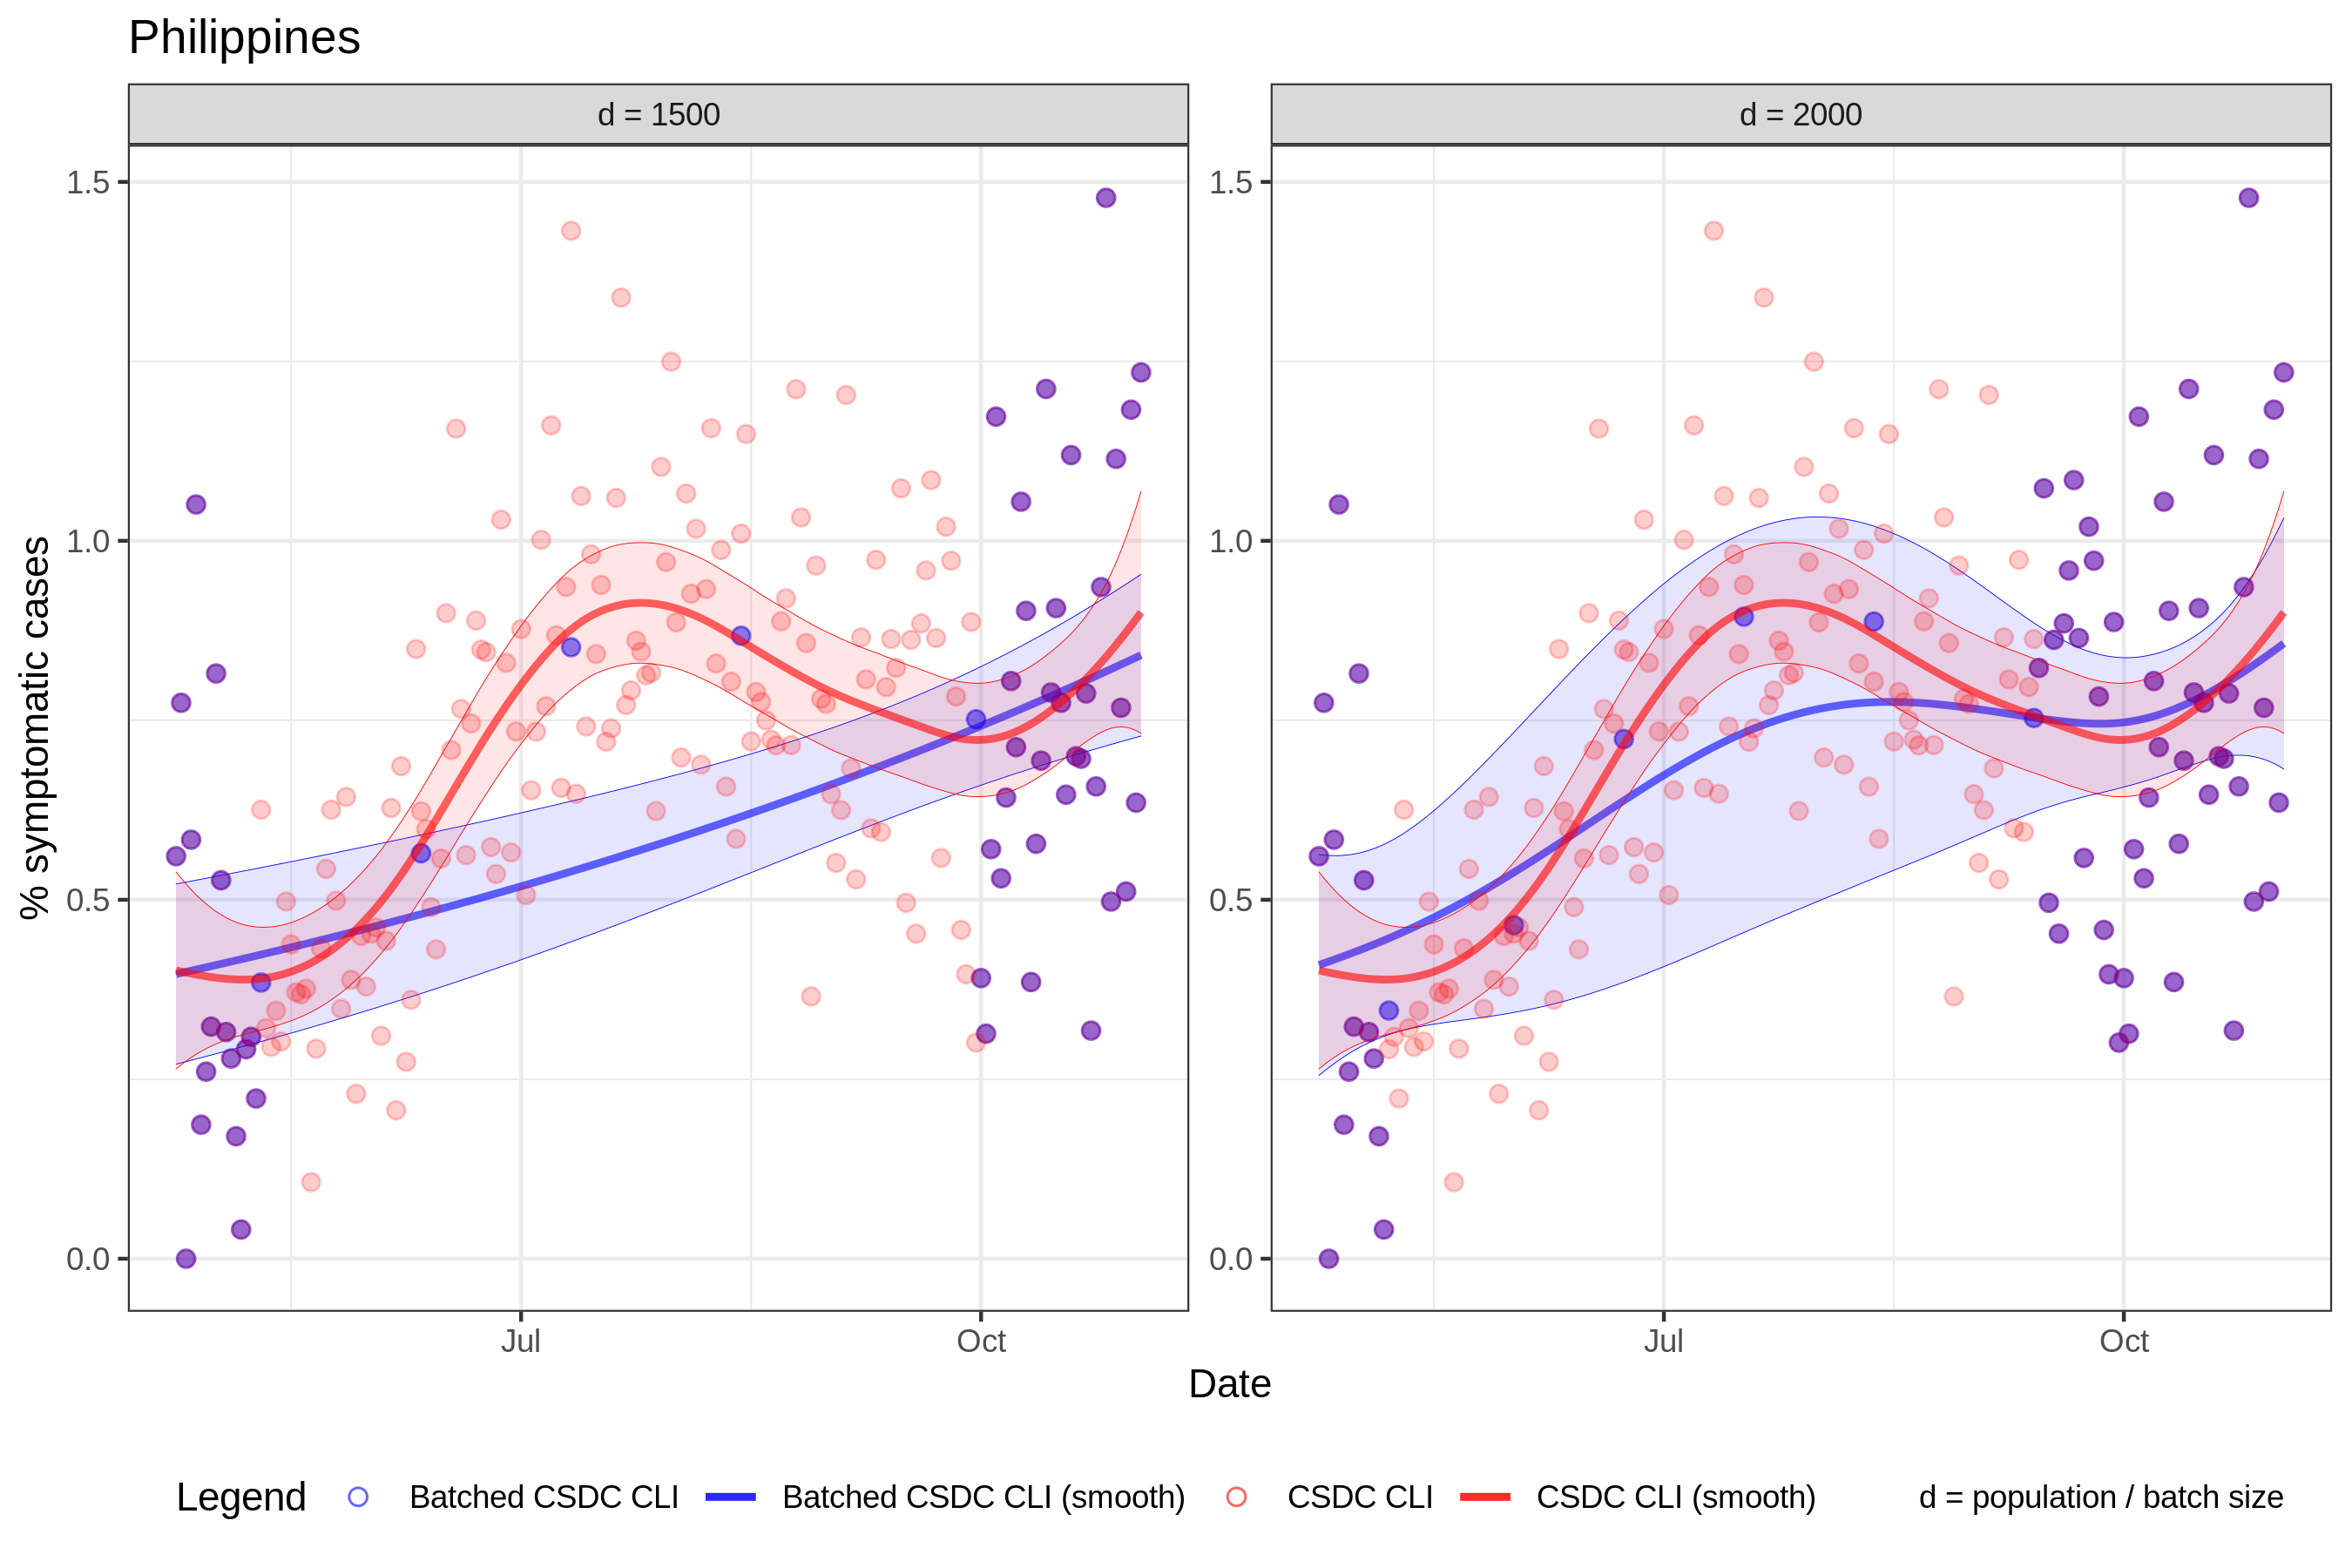 Philippines
d = 1500
d = 2000
% symptomatic cases
1.5
1.0
0.5
0.0
1.5
1.0
0.5
0.0
Jul
Oct
Jul
Oct
Date
Legend
Batched CSDC CLI
Batched CSDC CLI (smooth)
CSDC CLI
CSDC CLI (smooth)
d = population / batch size